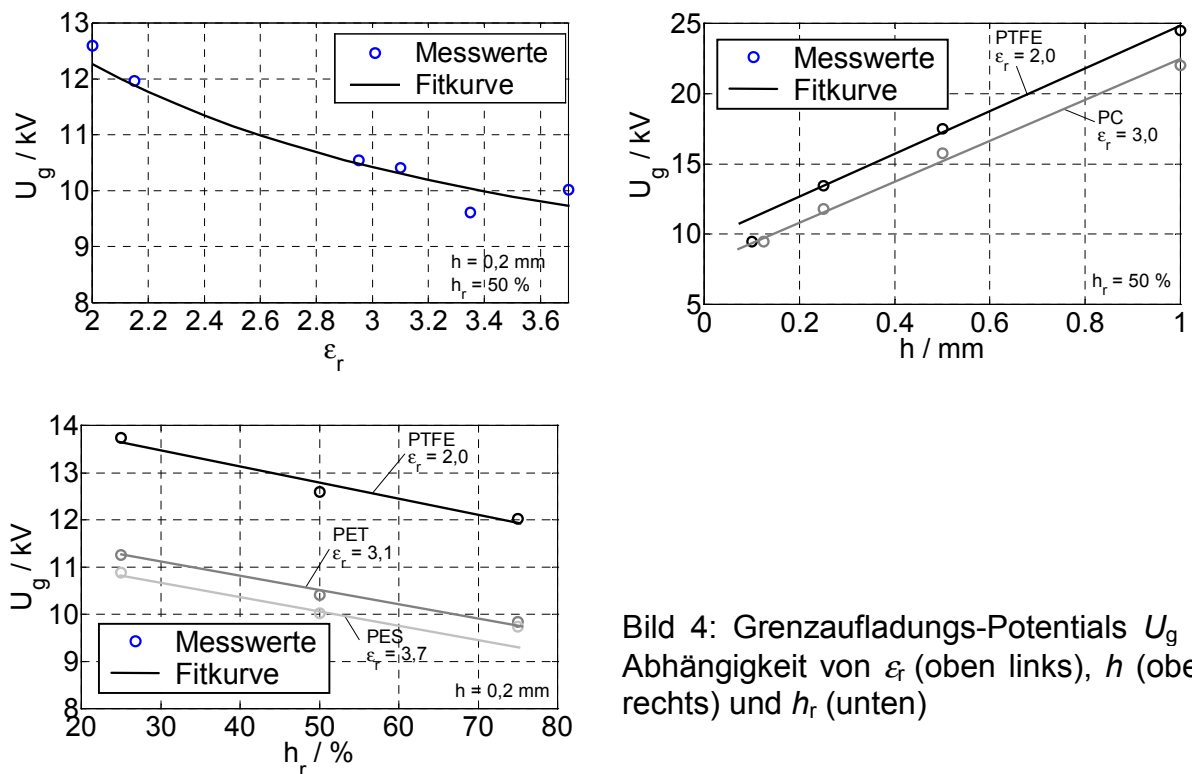 13
12
11
10
9
8
U_g / kV
Messwerte
Fitkurve
h = 0,2 mm
h_r = 50 %
2 2.2 2.4 2.6 2.8 3 3.2 3.4 3.6
ε_r
25
20
15
10
5
U_g / kV
PTFE
ε_r = 2,0
Messwerte
Fitkurve
PC
ε_r = 3,0
h_r = 50 %
0 0.2 0.4 0.6 0.8 1
h / mm
14
13
12
11
10
9
8
U_g / kV
PTFE
ε_r = 2,0
PET
ε_r = 3,1
Messwerte
Fitkurve
PES
ε_r = 3,7
h = 0,2 mm
20 30 40 50 60 70 80
h_r / %
Bild 4: Grenzaufladungs-Potentials U_g
Abhängigkeit von ε_r (oben links), h (obe
rechts) und h_r (unten)